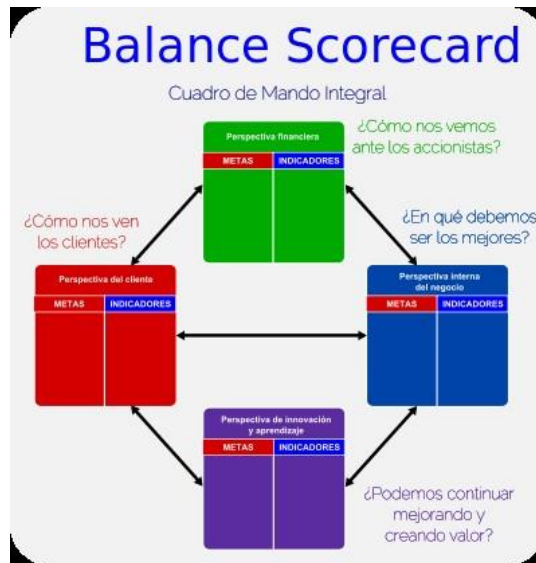 Balance Scorecard
Cuadro de Mando Integral
Perspectiva financiera
METAS INDICADORES
¿Cómo nos vemos
ante los accionistas?
¿Cómo nos ven
los clientes?
¿En qué debemos
ser los mejores?
Perspectiva del cliente
METAS INDICADORES
Perspectiva interna
del negocio
METAS INDICADORES
Perspectiva de innovación
y aprendizaje
METAS INDICADORES
¿Podemos continuar
mejorando y
creando valor?